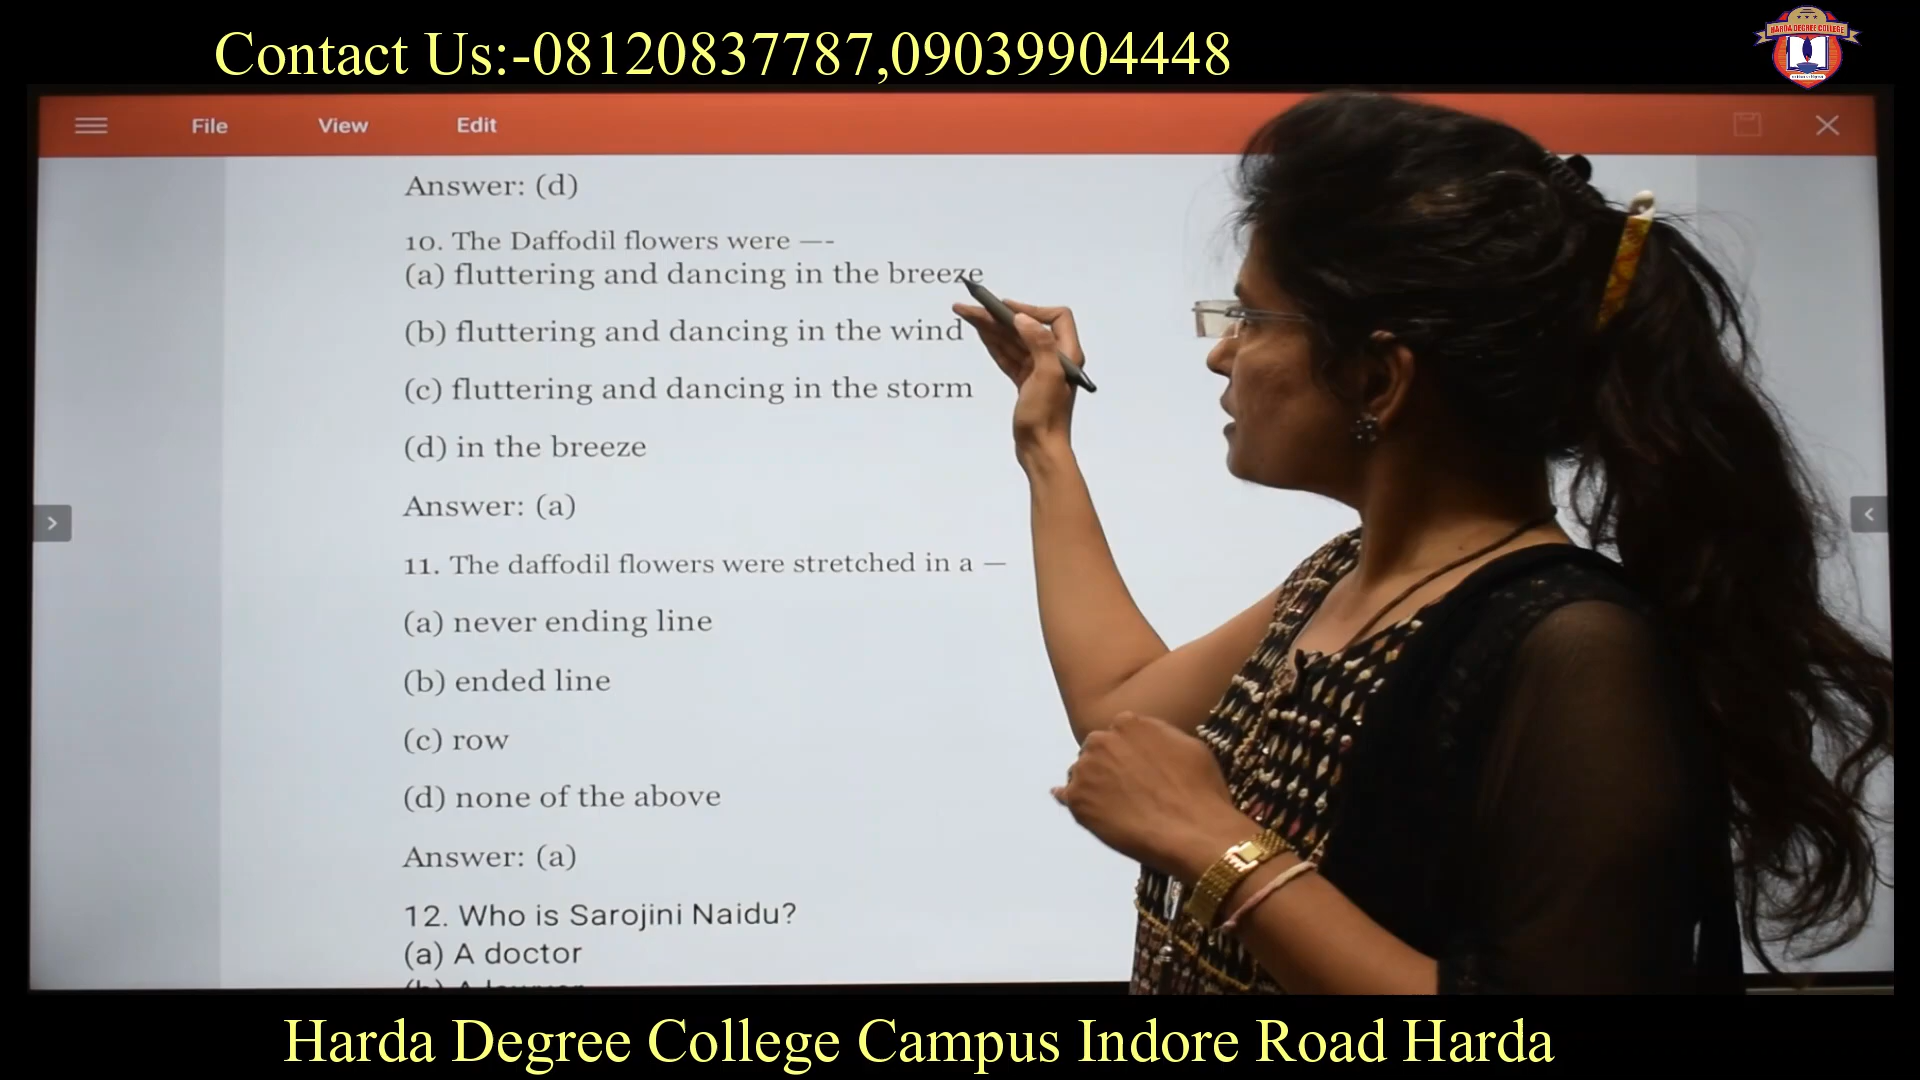 Contact Us:-08120837787,09039904448
HARDA DEGREE COLLEGE
File View Edit
Answer: (d)
10. The Daffodil flowers were —-
(a) fluttering and dancing in the breeze
(b) fluttering and dancing in the wind
(c) fluttering and dancing in the storm
(d) in the breeze
Answer: (a)
11. The daffodil flowers were stretched in a —
(a) never ending line
(b) ended line
(c) row
(d) none of the above
Answer: (a)
12. Who is Sarojini Naidu?
(a) A doctor
Harda Degree College Campus Indore Road Harda